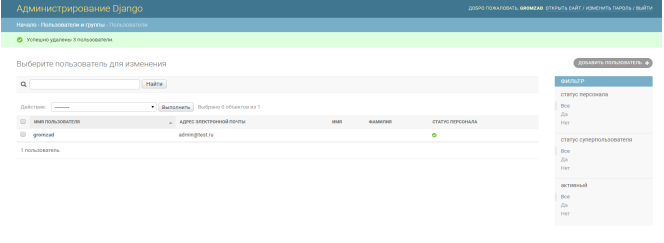 Администрирование Django
ДОБРО ПОЖАЛОВАТЬ, GROMZAD. ОТКРЫТЬ САЙТ / ИЗМЕНИТЬ ПАРОЛЬ / ВЫЙТИ
Начало › Пользователи и группы › Пользователи
Успешно удалены 3 пользователи.
Выберите пользователь для изменения
ДОБАВИТЬ ПОЛЬЗОВАТЕЛЬ +
Найти
Действие: --------- Выполнить Выбрано 0 объектов из 1
ИМЯ ПОЛЬЗОВАТЕЛЯ АДРЕС ЭЛЕКТРОННОЙ ПОЧТЫ ИМЯ ФАМИЛИЯ СТАТУС ПЕРСОНАЛА
gromzad admin@test.ru
1 пользователь
ФИЛЬТР
статус персонала
Все
Да
Нет
статус суперпользователя
Все
Да
Нет
активный
Все
Да
Нет